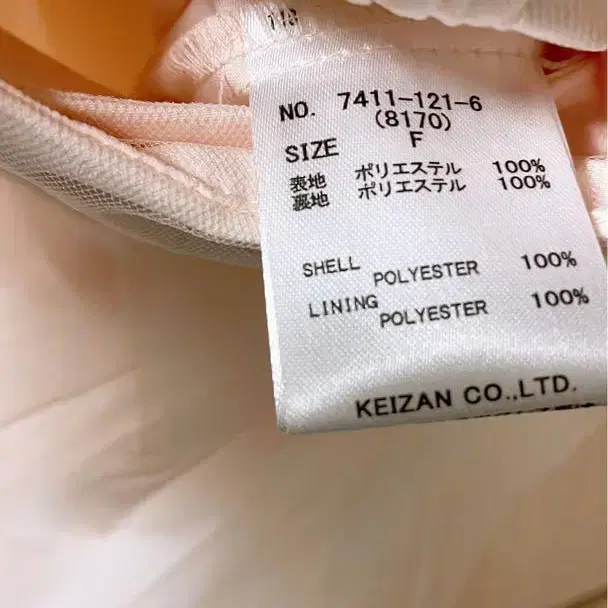 NO. 7411-121-6
(8170)
SIZE F
表地 ポリエステル 100%
裏地 ポリエステル 100%
SHELL POLYESTER 100%
LINING POLYESTER 100%
KEIZAN CO.,LTD.